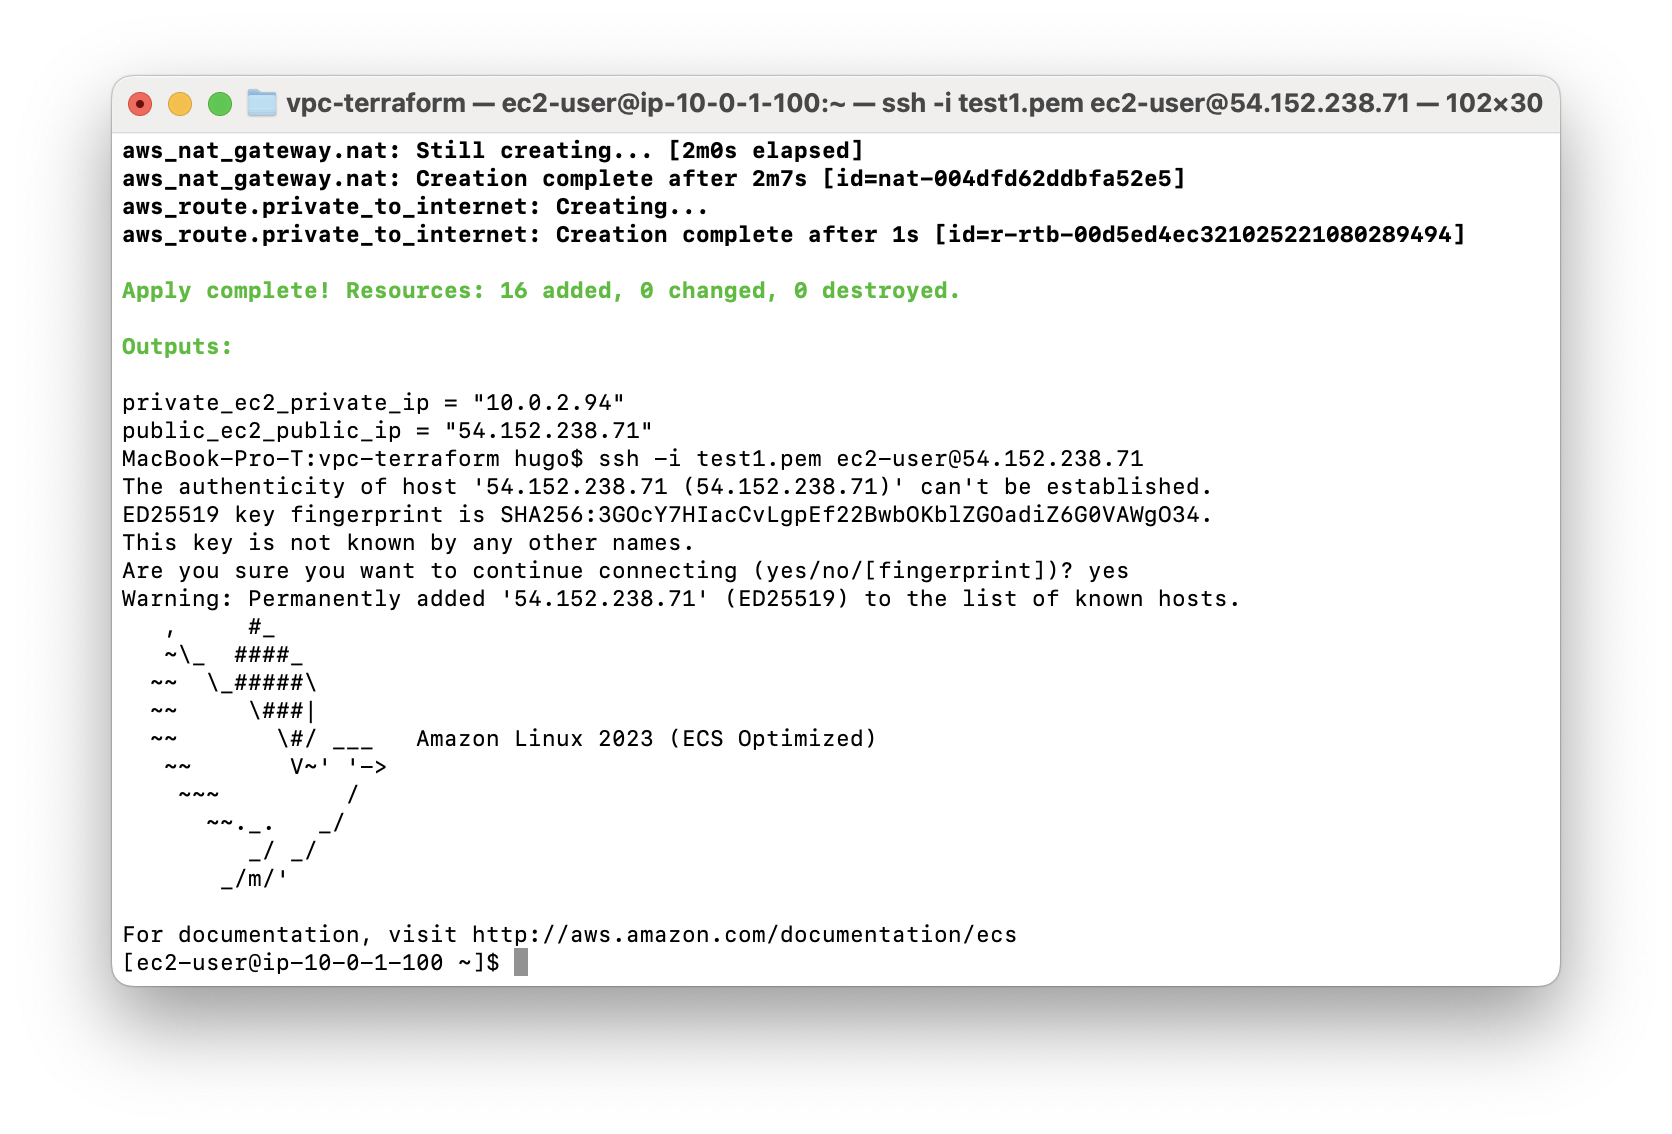 vpc-terraform — ec2-user@ip-10-0-1-100:~ — ssh -i test1.pem ec2-user@54.152.238.71 — 102×30
aws_nat_gateway.nat: Still creating... [2m0s elapsed]
aws_nat_gateway.nat: Creation complete after 2m7s [id=nat-004dfd62ddbfa52e5]
aws_route.private_to_internet: Creating...
aws_route.private_to_internet: Creation complete after 1s [id=r-rtb-00d5ed4ec321025221080289494]

Apply complete! Resources: 16 added, 0 changed, 0 destroyed.

Outputs:

private_ec2_private_ip = "10.0.2.94"
public_ec2_public_ip = "54.152.238.71"
MacBook-Pro-T:vpc-terraform hugo$ ssh -i test1.pem ec2-user@54.152.238.71
The authenticity of host '54.152.238.71 (54.152.238.71)' can't be established.
ED25519 key fingerprint is SHA256:3GOcY7HIacCvLgpEf22BwbOKblZGOadiZ6G0VAWgO34.
This key is not known by any other names.
Are you sure you want to continue connecting (yes/no/[fingerprint])? yes
Warning: Permanently added '54.152.238.71' (ED25519) to the list of known hosts.
   ,     #_
   ~\_  ####_
  ~~  \_#####\
  ~~     \###|
  ~~       \#/ ___   Amazon Linux 2023 (ECS Optimized)
   ~~       V~' '->
    ~~~         /
      ~~._.   _/
         _/ _/
       _/m/'

For documentation, visit http://aws.amazon.com/documentation/ecs
[ec2-user@ip-10-0-1-100 ~]$